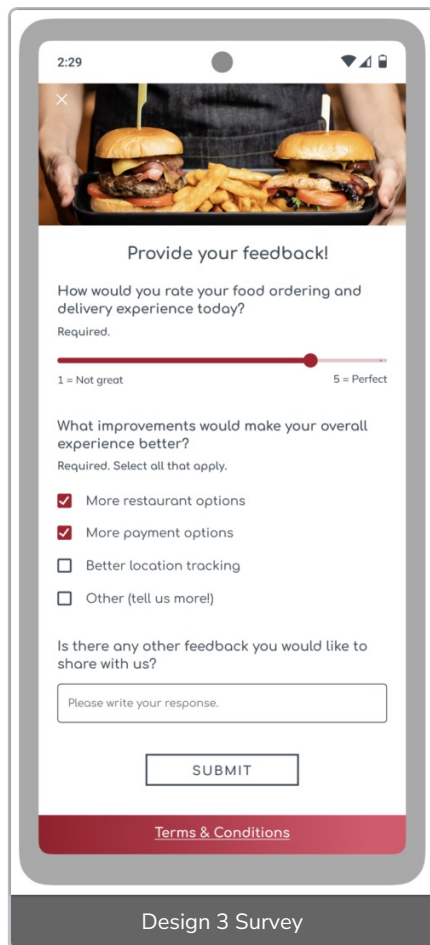 2:29
Provide your feedback!
How would you rate your food ordering and
delivery experience today?
Required.
1 = Not great 5 = Perfect
What improvements would make your overall
experience better?
Required. Select all that apply.
More restaurant options
More payment options
Better location tracking
Other (tell us more!)
Is there any other feedback you would like to
share with us?
Please write your response.
SUBMIT
Terms & Conditions
Design 3 Survey